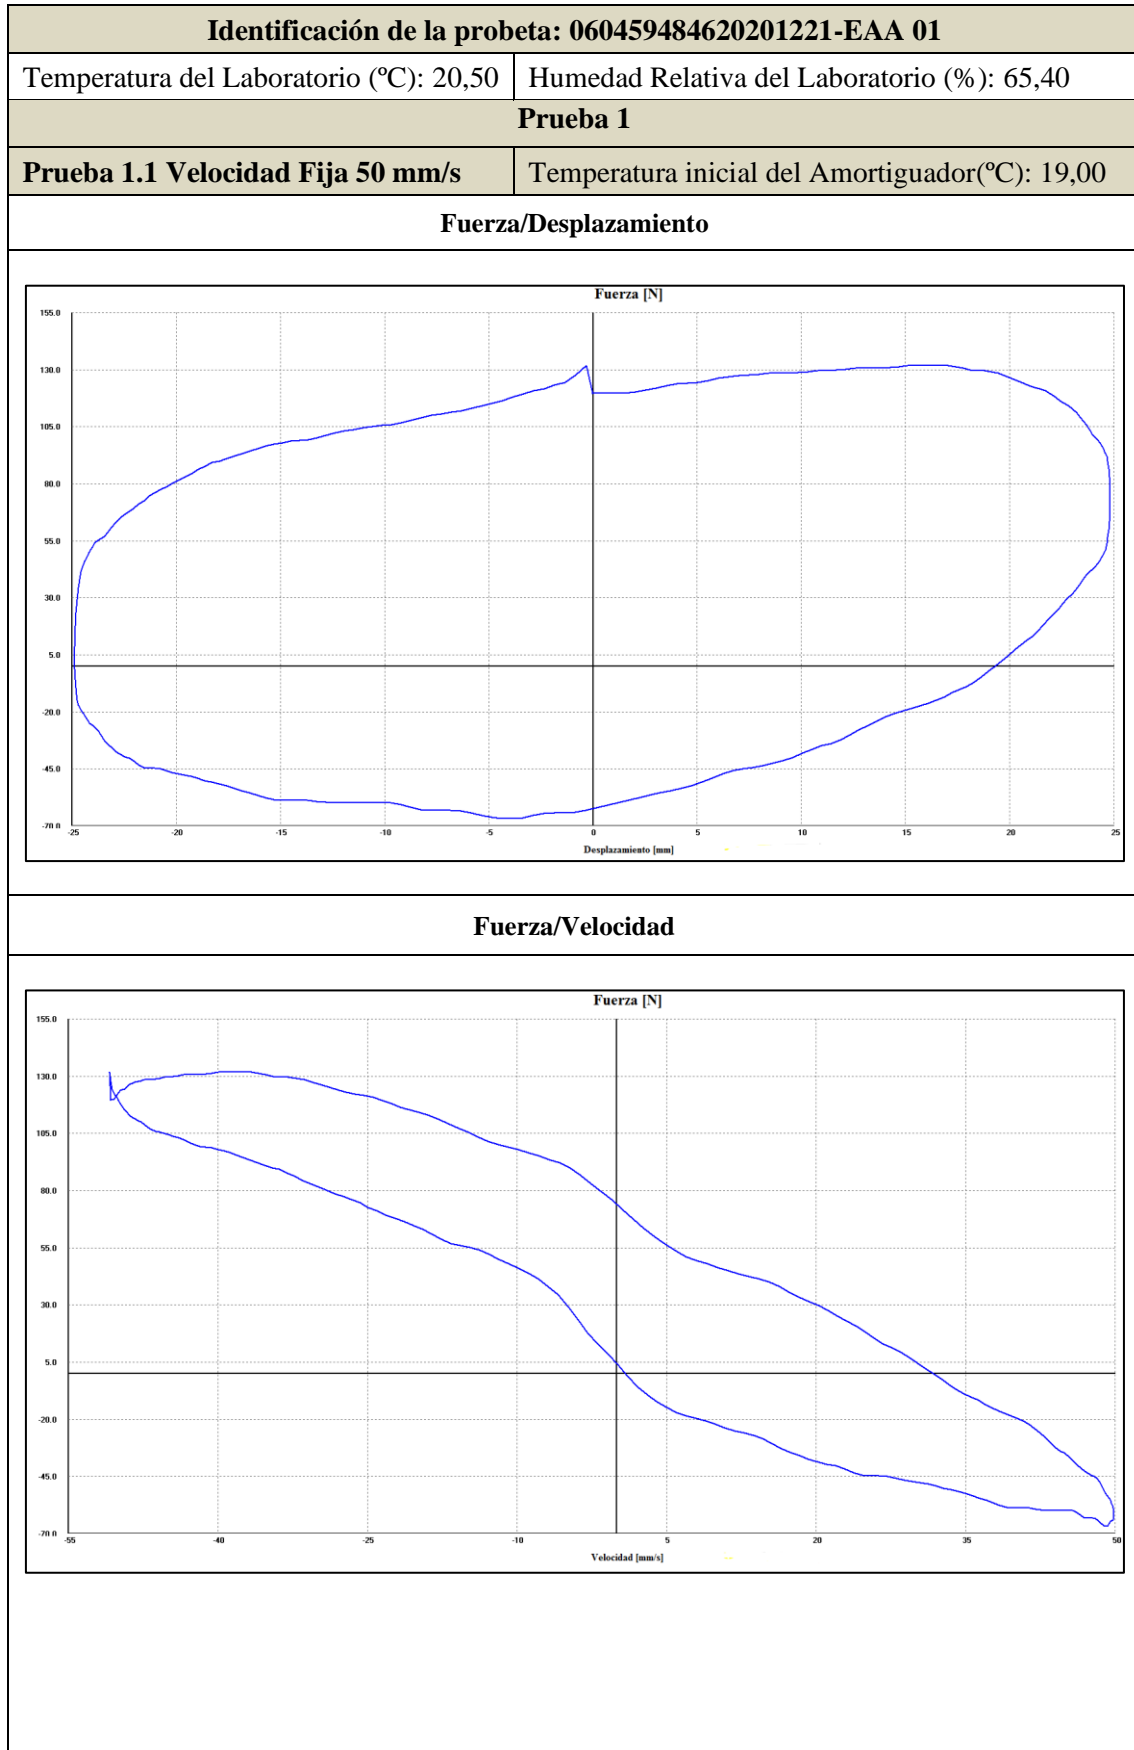 Identificación de la probeta: 060459484620201221-EAA 01
Temperatura del Laboratorio (ºC): 20,50 Humedad Relativa del Laboratorio (%): 65,40
Prueba 1
Prueba 1.1 Velocidad Fija 50 mm/s Temperatura inicial del Amortiguador(ºC): 19,00
Fuerza/Desplazamiento
Fuerza [N]
155.0
130.0
105.0
80.0
55.0
30.0
5.0
-20.0
-45.0
-70.0
-25 -20 -15 -10 -5 0 5 10 15 20 25
Desplazamiento [mm]
Fuerza/Velocidad
Fuerza [N]
155.0
130.0
105.0
80.0
55.0
30.0
5.0
-20.0
-45.0
-70.0
-55 -40 -25 -10 5 20 35 50
Velocidad [mm/s]